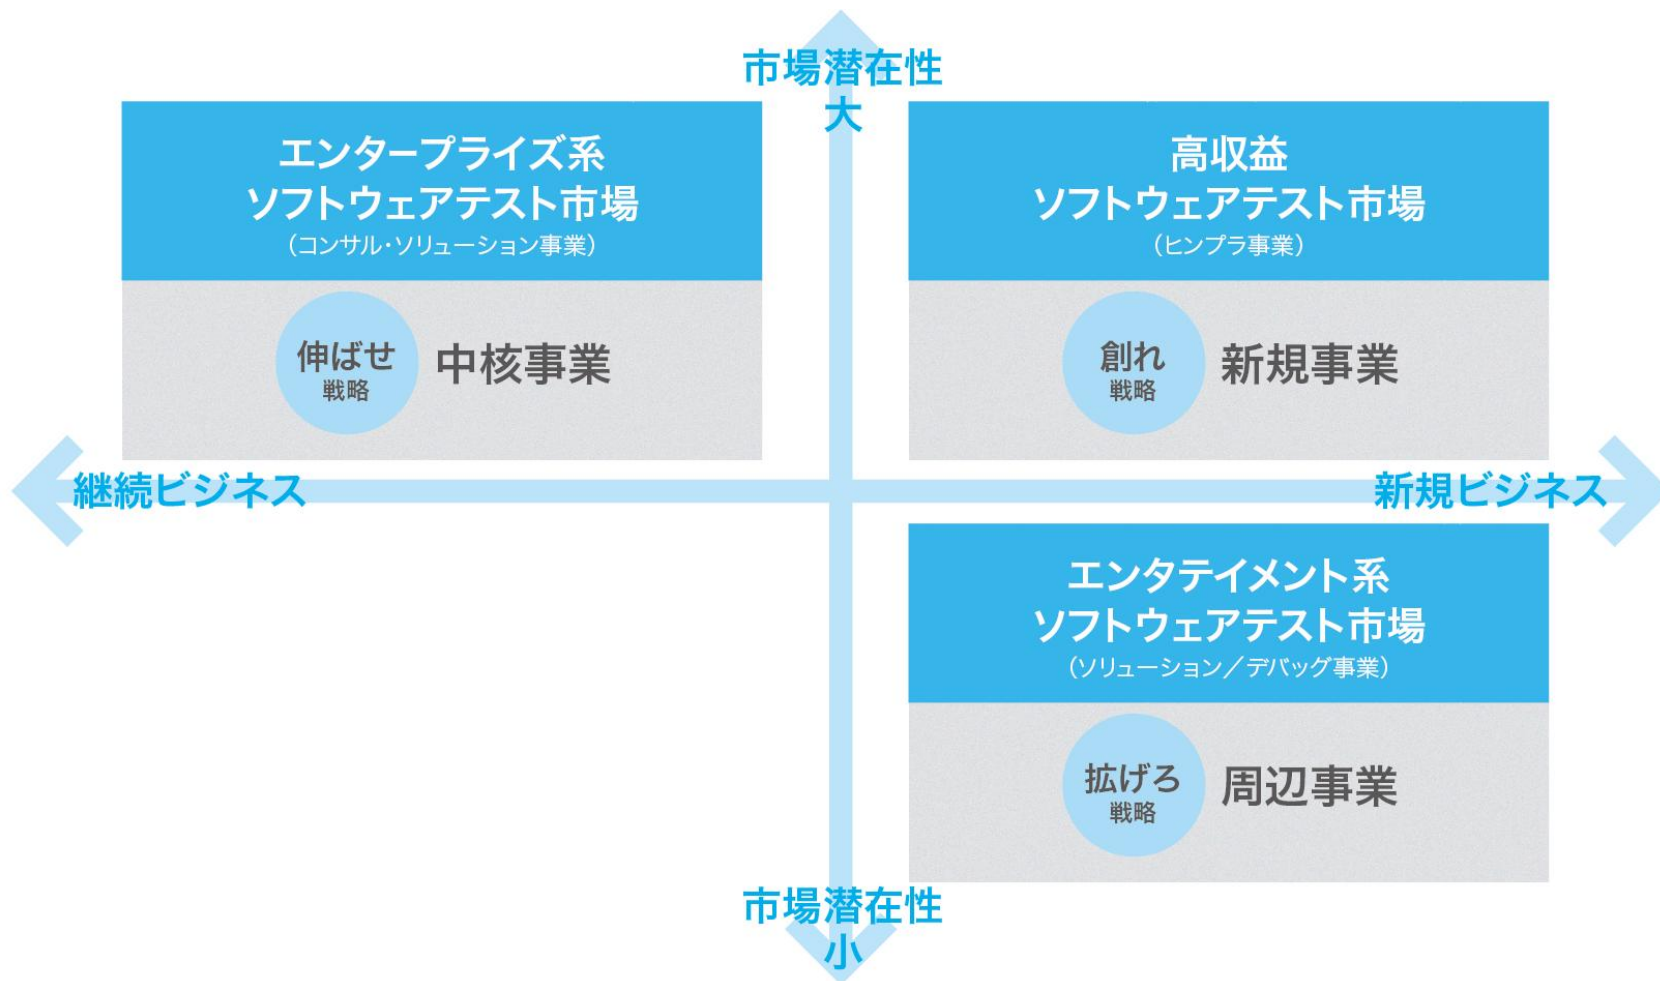 市場潜在性
大
エンタープライズ系
ソフトウェアテスト市場
(コンサル・ソリューション事業)
伸ばせ
戦略
中核事業
高収益
ソフトウェアテスト市場
(ヒンプラ事業)
創れ
戦略
新規事業
継続ビジネス
新規ビジネス
エンタテイメント系
ソフトウェアテスト市場
(ソリューション／デバッグ事業)
拡げろ
戦略
周辺事業
市場潜在性
小